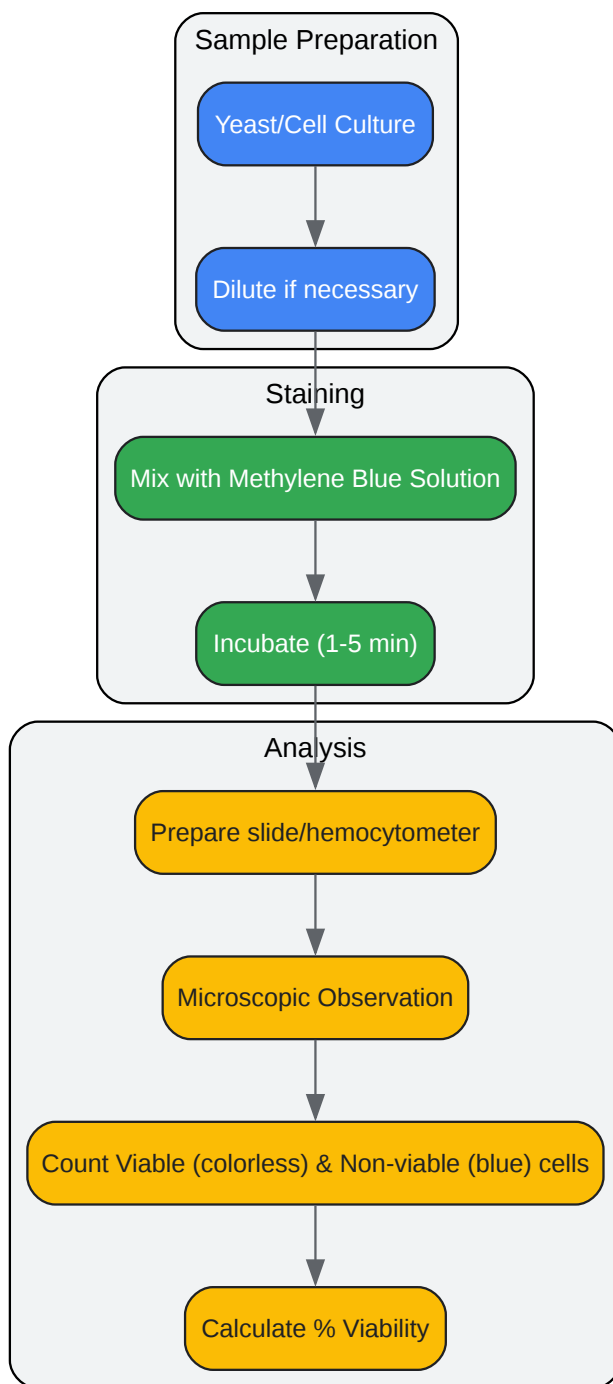 Sample Preparation
Yeast/Cell Culture
Dilute if necessary
Staining
Mix with Methylene Blue Solution
Incubate (1-5 min)
Analysis
Prepare slide/hemocytometer
Microscopic Observation
Count Viable (colorless) & Non-viable (blue) cells
Calculate % Viability